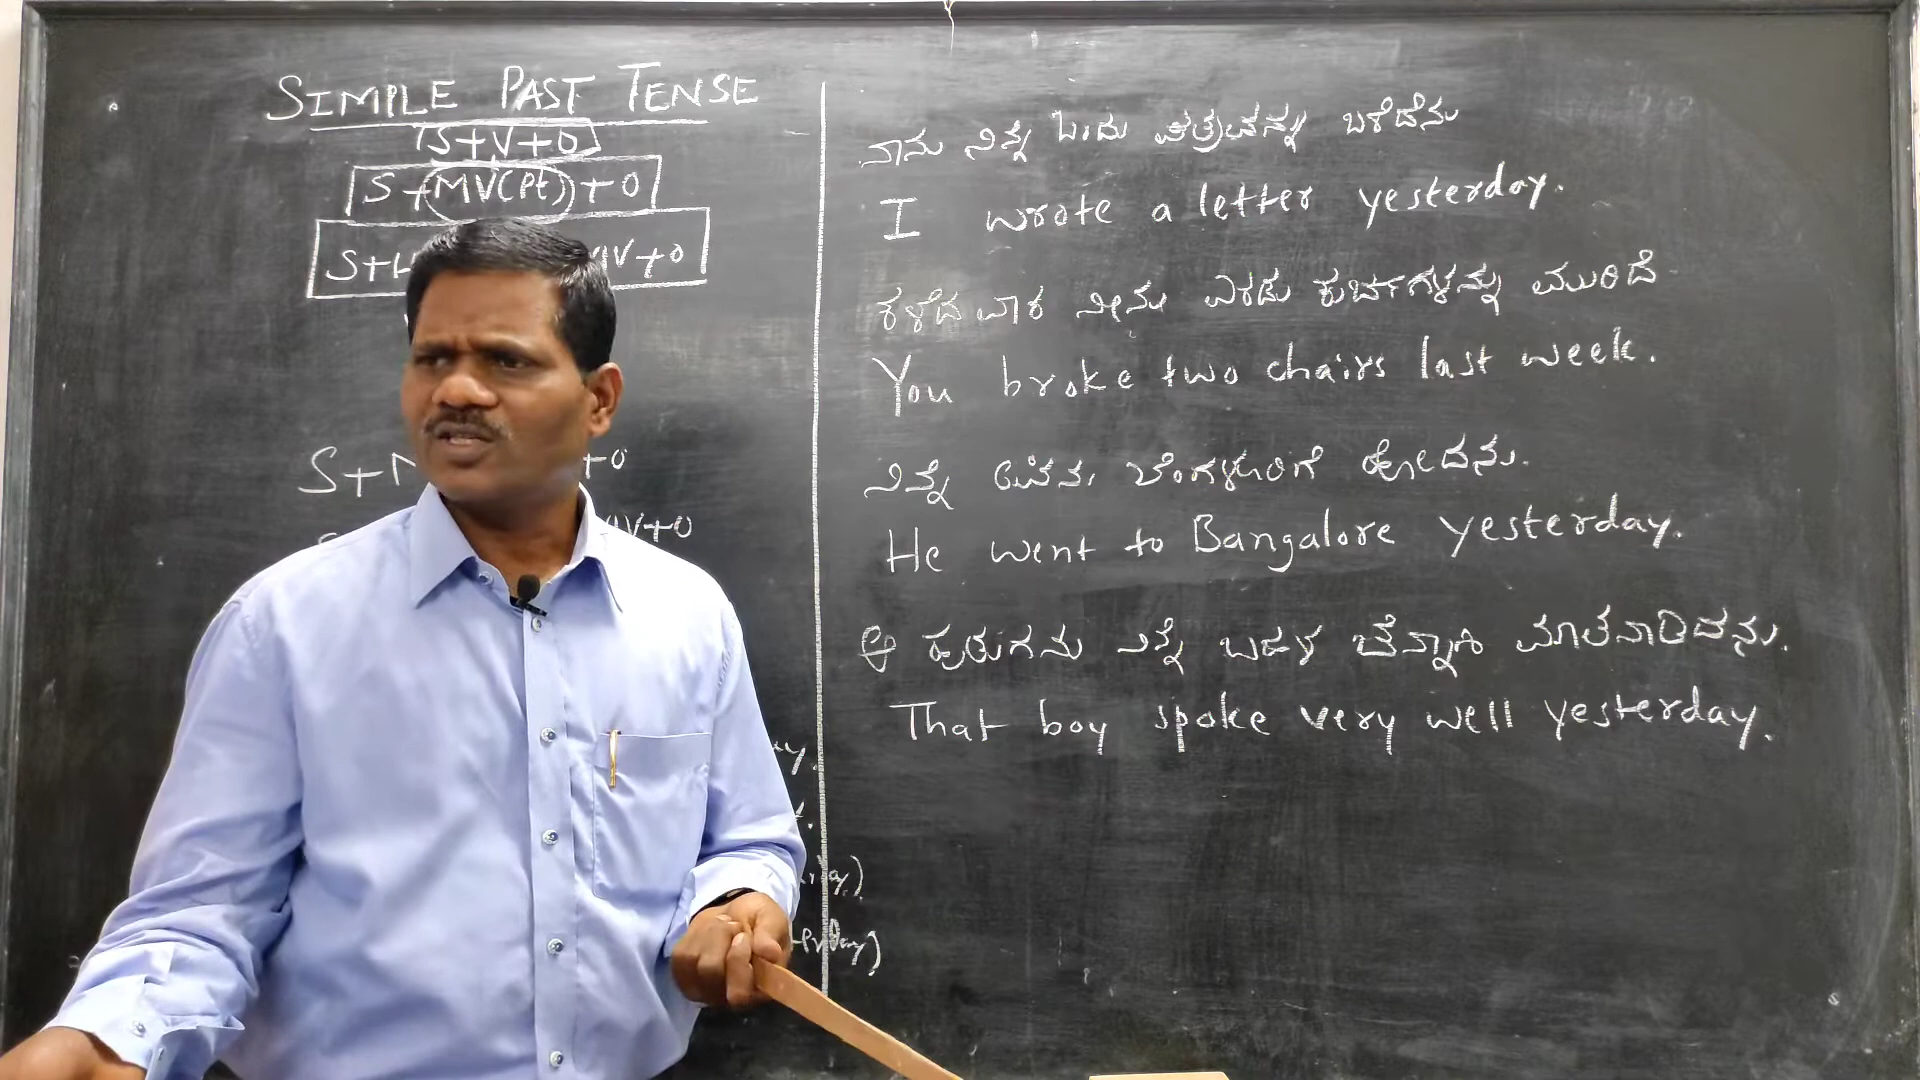 SIMPLE PAST TENSE
S+V+O
S+MV(Pt)+O
S+ V+O
S+ +O
V+O
ನಾನು ನಿನ್ನೆ ಒಂದು ಪತ್ರವನ್ನು ಬರೆದೆನು
I wrote a letter yesterday.
ಕಳೆದ ವಾರ ನೀನು ಎರಡು ಕುರ್ಚಿಗಳನ್ನು ಮುರಿದೆ
You broke two chairs last week.
ನಿನ್ನೆ ಅವನು ಬೆಂಗಳೂರಿಗೆ ಹೋದನು.
He went to Bangalore yesterday.
ಆ ಹುಡುಗನು ನಿನ್ನೆ ಬಹಳ ಚೆನ್ನಾಗಿ ಮಾತನಾಡಿದನು.
That boy spoke very well yesterday.